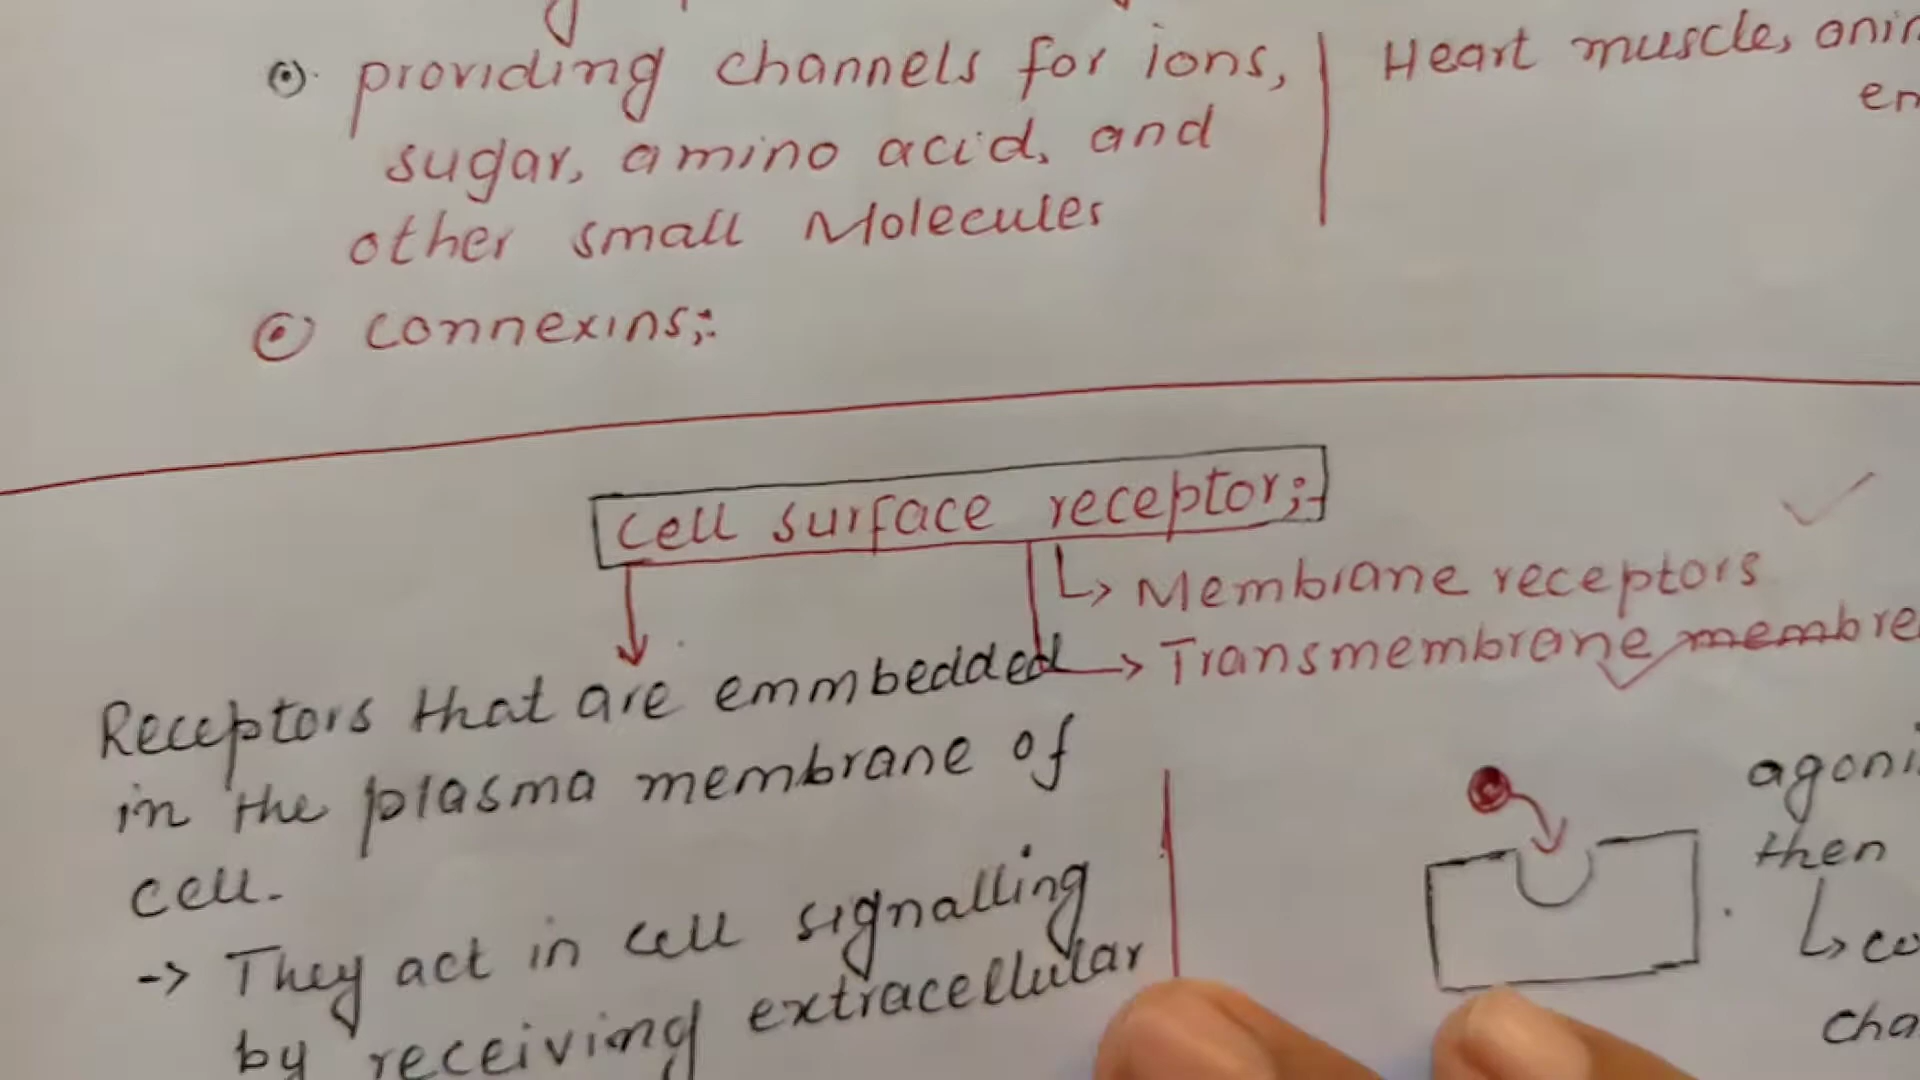 providing channels for ions,
sugar, amino acid, and
other small Molecules
connexins;:
Heart muscle,
cell surface receptor;-
Membrane receptors
Transmembrane
Receptors that are emmbedded
in the plasma membrane of
cell.
-> They act in cell signalling
by receiving extracellular
then